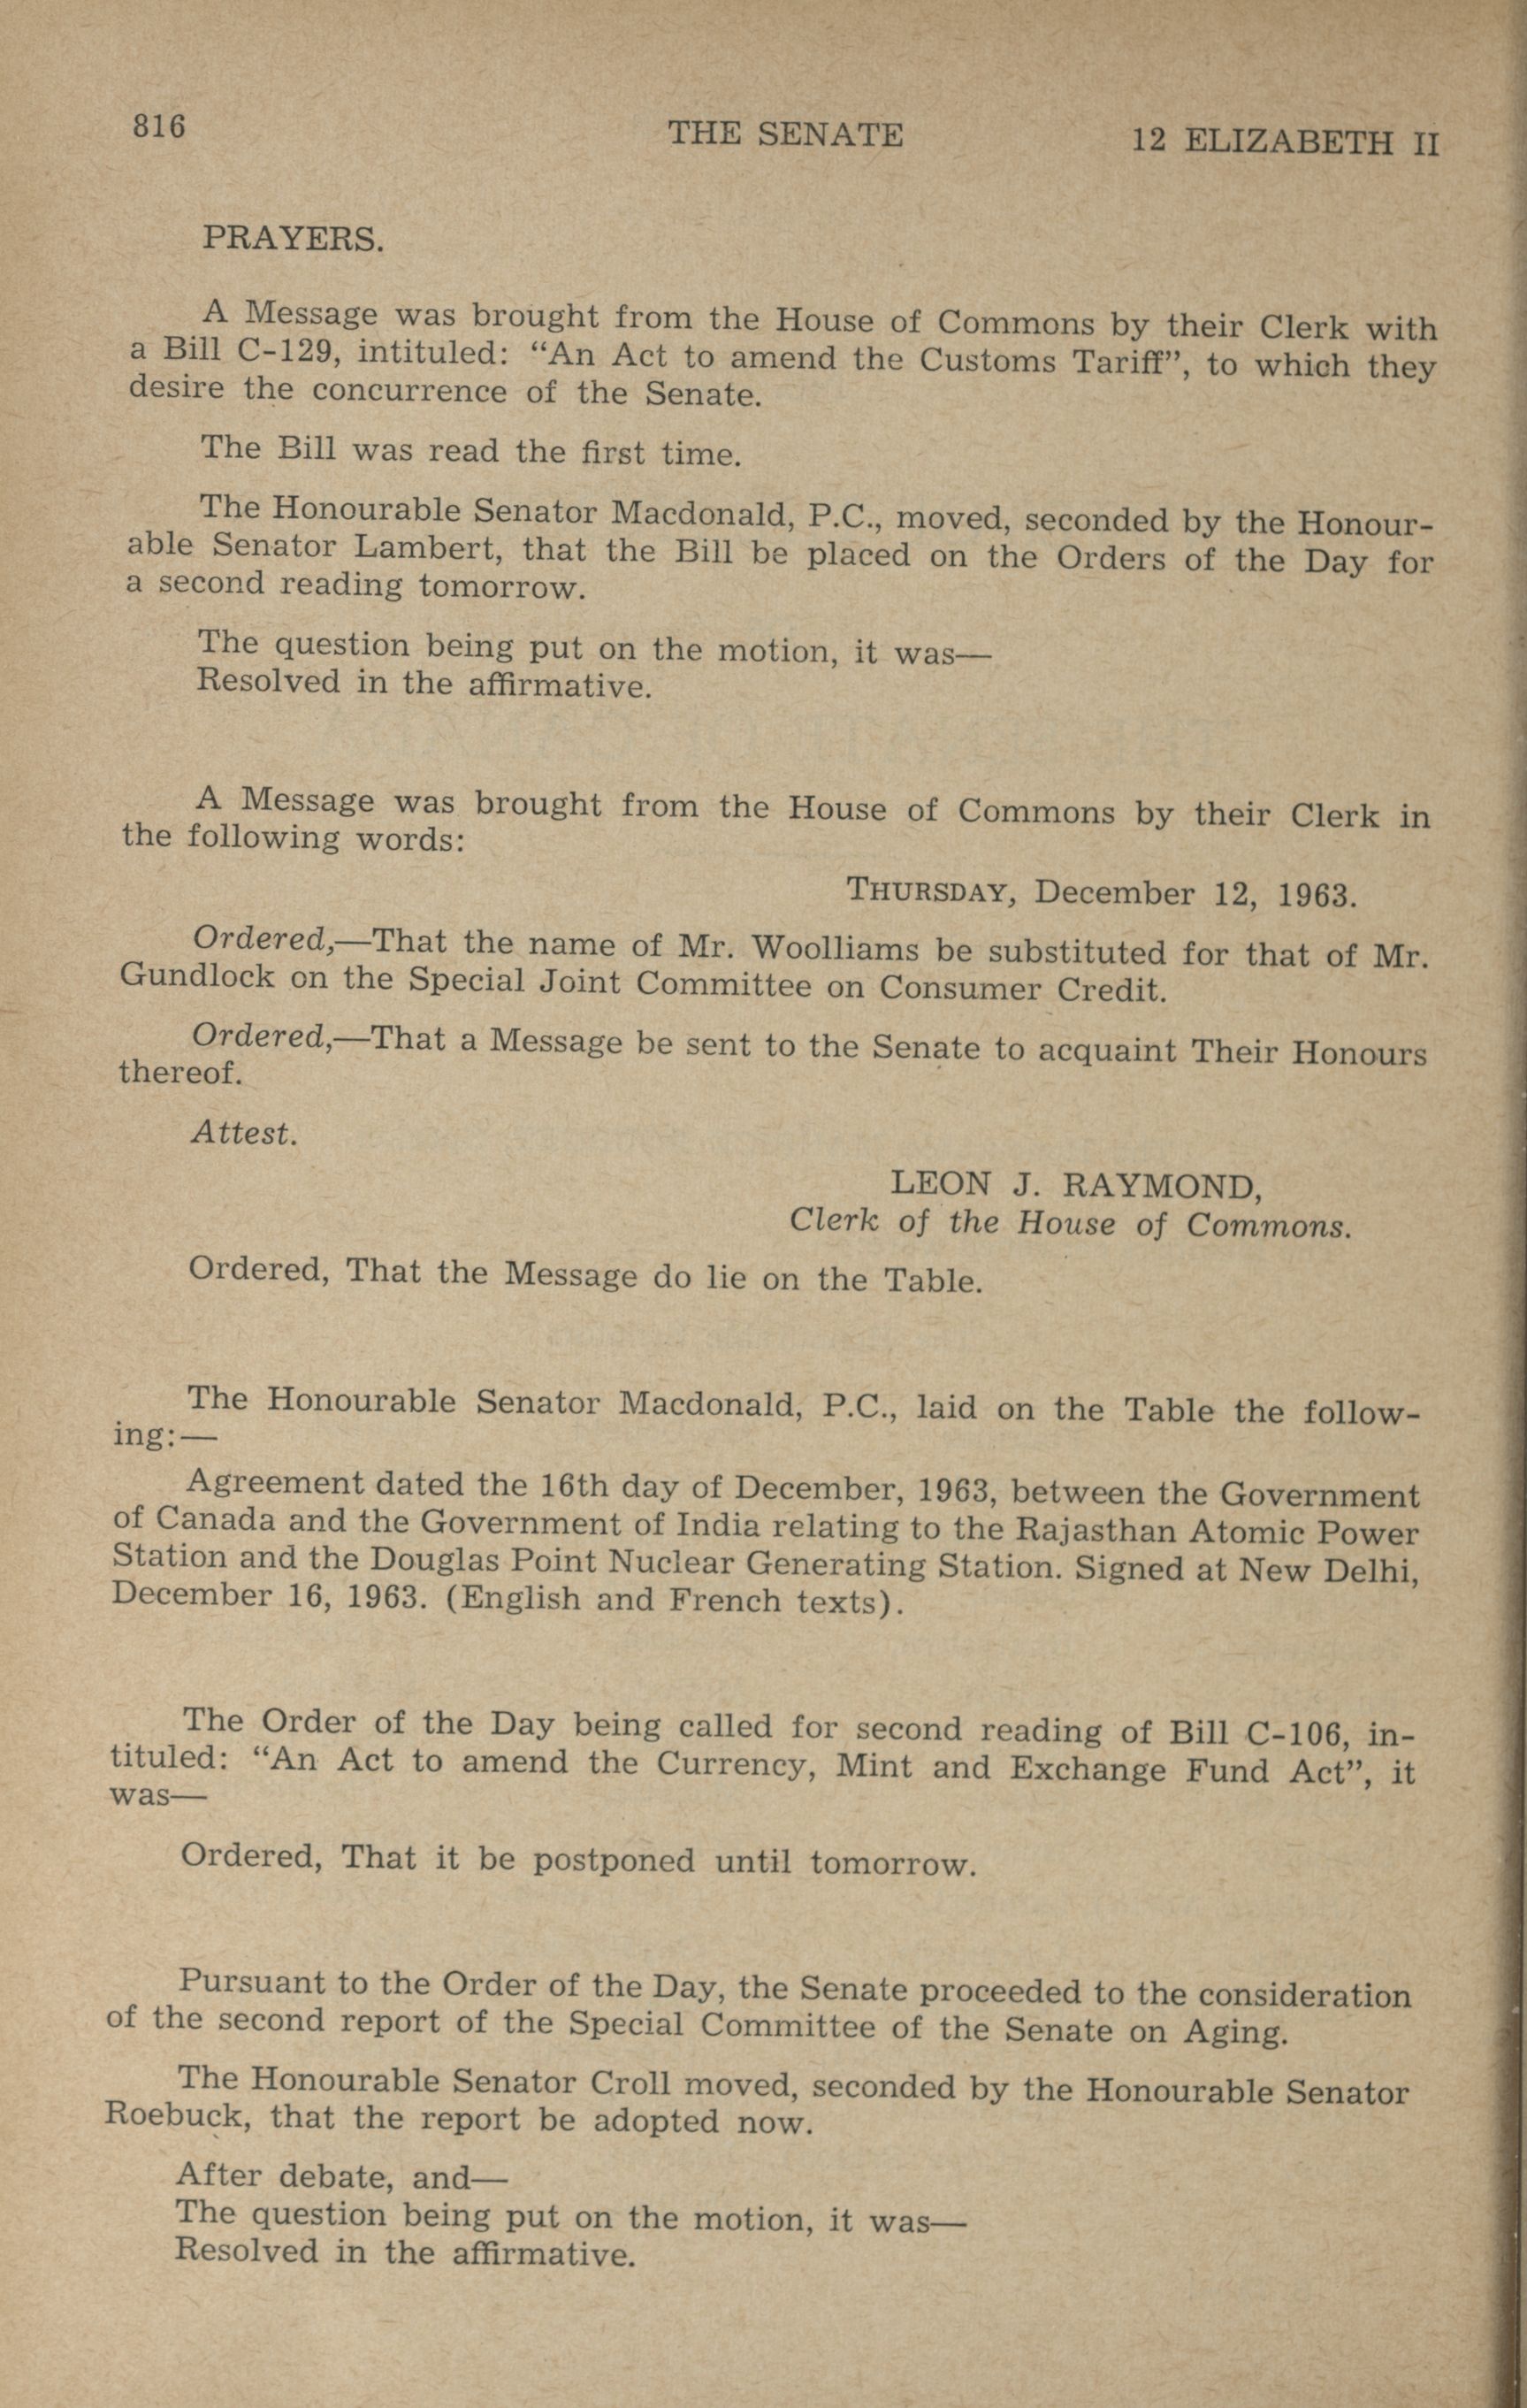 816 THE SENATE 12 ELIZABETH II
PRAYERS.
A Message was brought from the House of Commons by their Clerk with
a Bill C-129, intituled: “An Act to amend the Customs Tariff”, to which they
desire the concurrence of the Senate.
The Bill was read the first time.
The Honourable Senator Macdonald, P.C., moved, seconded by the Honour-
able Senator Lambert, that the Bill be placed on the Orders of the Day for
a second reading tomorrow.
The question being put on the motion, it was—
Resolved in the affirmative.
A Message was brought from the House of Commons by their Clerk in
the following words:
THURSDAY, December 12, 1963.
Ordered,—That the name of Mr. Woolliams be substituted for that of Mr.
Gundlock on the Special Joint Committee on Consumer Credit.
Ordered,—That a Message be sent to the Senate to acquaint Their Honours
thereof.
Attest.
LEON J. RAYMOND,
Clerk of the House of Commons.
Ordered, That the Message do lie on the Table.
The Honourable Senator Macdonald, P.C., laid on the Table the follow-
ing:—
Agreement dated the 16th day of December, 1963, between the Government
of Canada and the Government of India relating to the Rajasthan Atomic Power
Station and the Douglas Point Nuclear Generating Station. Signed at New Delhi,
December 16, 1963. (English and French texts).
The Order of the Day being called for second reading of Bill C-106, in-
tituled: “An Act to amend the Currency, Mint and Exchange Fund Act”, it
was—
Ordered, That it be postponed until tomorrow.
Pursuant to the Order of the Day, the Senate proceeded to the consideration
of the second report of the Special Committee of the Senate on Aging.
The Honourable Senator Croll moved, seconded by the Honourable Senator
Roebuck, that the report be adopted now.
After debate, and—
The question being put on the motion, it was—
Resolved in the affirmative.